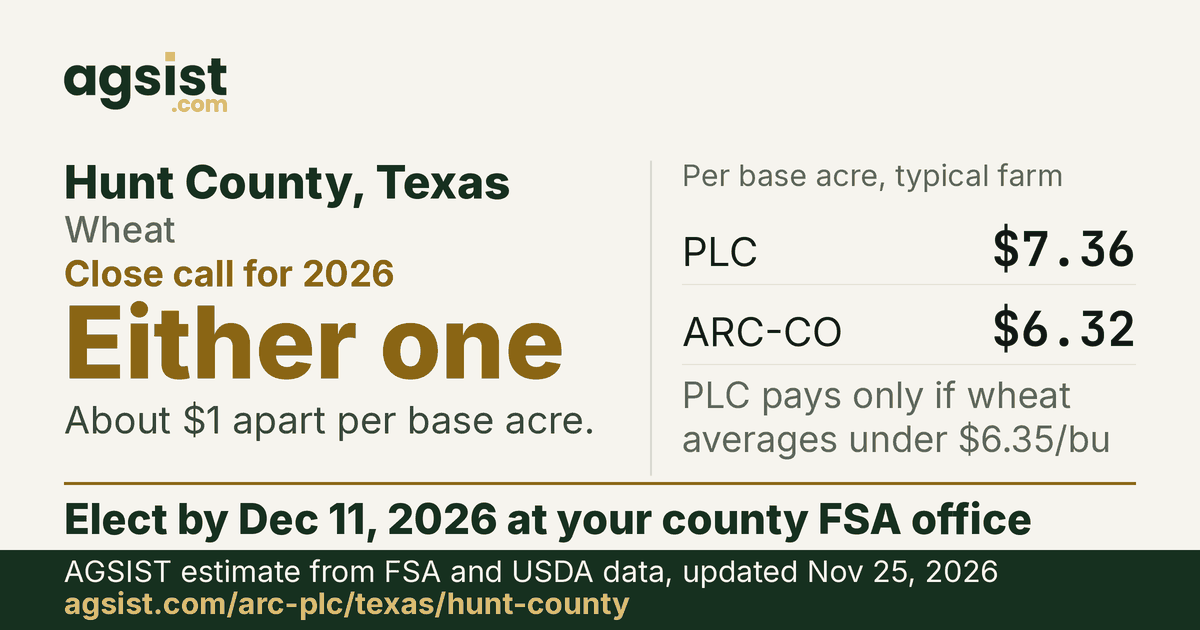 agsist
.com
Hunt County, Texas
Wheat
Close call for 2026
Either one
About $1 apart per base acre.
Per base acre, typical farm
PLC $7.36
ARC-CO $6.32
PLC pays only if wheat
averages under $6.35/bu
Elect by Dec 11, 2026 at your county FSA office
AGSIST estimate from FSA and USDA data, updated Nov 25, 2026
agsist.com/arc-plc/texas/hunt-county